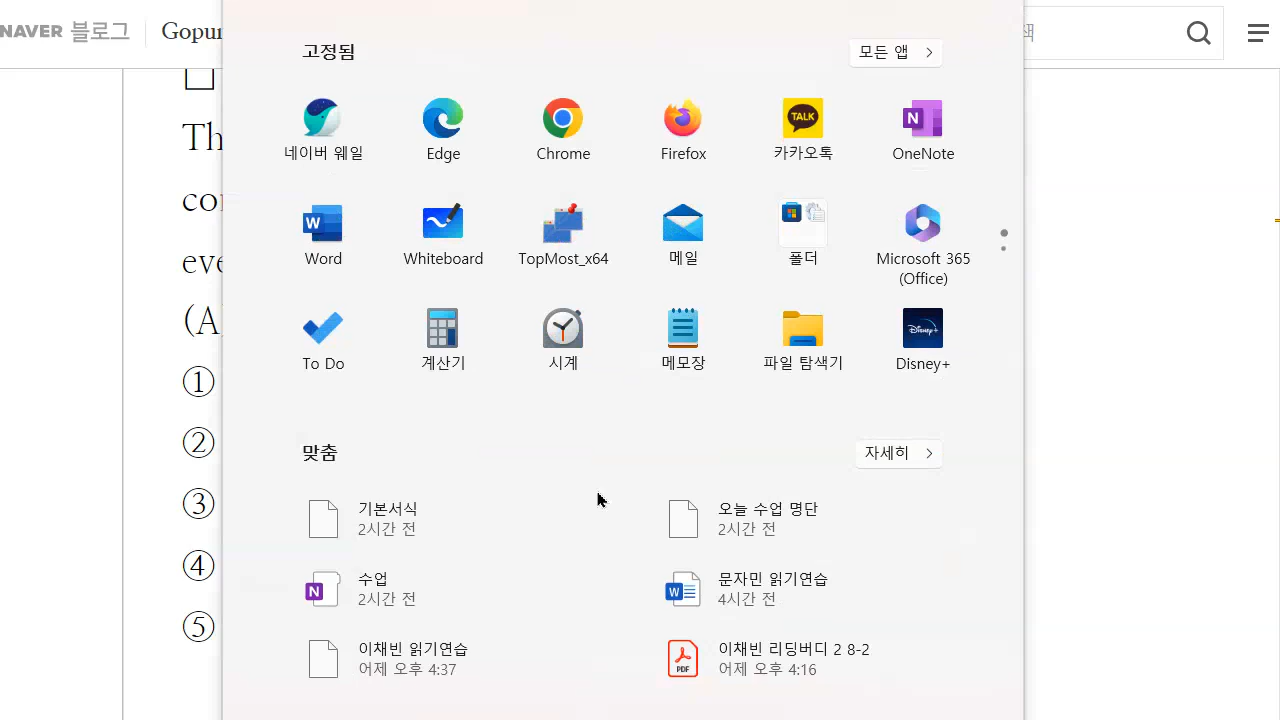 NAVER 블로그
Gopu
고정됨
모든 앱
네이버 웨일
Edge
Chrome
Firefox
TALK
카카오톡
N
OneNote
W
Word
Whiteboard
TopMost_x64
메일
폴더
Microsoft 365
(Office)
To Do
계산기
시계
메모장
파일 탐색기
Disney+
Disney+
맞춤
자세히
기본서식
2시간 전
오늘 수업 명단
2시간 전
N
수업
2시간 전
W
문자민 읽기연습
4시간 전
이채빈 읽기연습
어제 오후 4:37
PDF
이채빈 리딩버디 2 8-2
어제 오후 4:16
Th
co
eve
(A
①
②
③
④
⑤